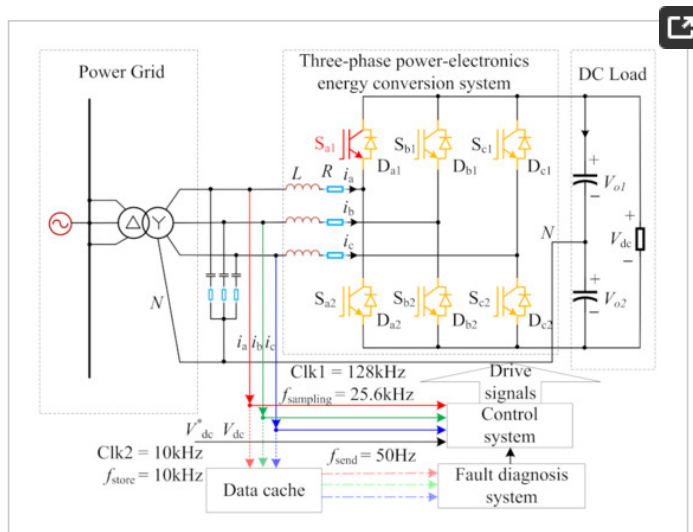 Power Grid
Three-phase power-electronics
energy conversion system
DC Load
Sa1
Sb1
Sc1
Da1
Db1
Dc1
L
R
ia
ib
ic
+
Vo1
−
N
+
Vdc
−
Δ
Y
N
Sa2
Sb2
Sc2
Da2
Db2
Dc2
+
Vo2
−
ia ib ic
Clk1 = 128kHz
fsampling = 25.6kHz
Drive
signals
V*dc Vdc
Control
system
Clk2 = 10kHz
fstore = 10kHz
fsend = 50Hz
Data cache
Fault diagnosis
system